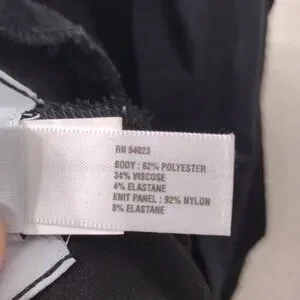 RN 54023
BODY : 62% POLYESTER
34% VISCOSE
4% ELASTANE
KNIT PANEL : 92% NYLON
8% ELASTANE